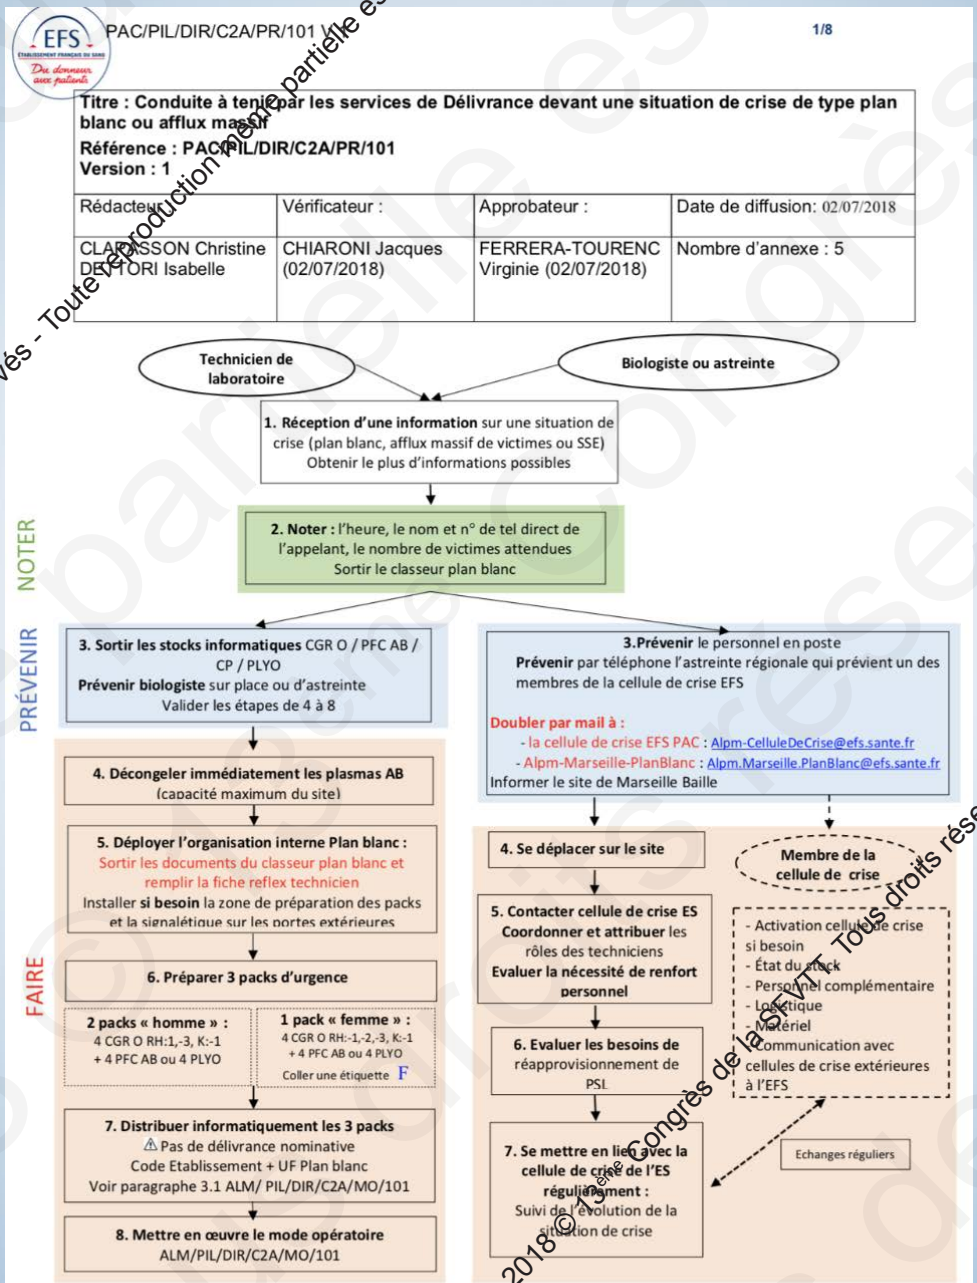 EFS
ÉTABLISSEMENT FRANÇAIS DU SANG
Du donneur
aux patients
PAC/PIL/DIR/C2A/PR/101
1/8
Titre : Conduite à tenir par les services de Délivrance devant une situation de crise de type plan
blanc ou afflux massif
Référence : PAC/PIL/DIR/C2A/PR/101
Version : 1
Rédacteur :
Vérificateur :
Approbateur :
Date de diffusion: 02/07/2018
CLAPASSON Christine
Isabelle
CHIARONI Jacques
(02/07/2018)
FERRERA-TOURENC
Virginie (02/07/2018)
Nombre d'annexe : 5
Technicien de
laboratoire
Biologiste ou astreinte
1. Réception d'une information sur une situation de
crise (plan blanc, afflux massif de victimes ou SSE)
Obtenir le plus d'informations possibles
NOTER
2. Noter : l'heure, le nom et n° de tel direct de
l'appelant, le nombre de victimes attendues
Sortir le classeur plan blanc
PRÉVENIR
3. Sortir les stocks informatiques CGR O / PFC AB /
CP / PLYO
Prévenir biologiste sur place ou d'astreinte
Valider les étapes de 4 à 8
3.Prévenir le personnel en poste
Prévenir par téléphone l'astreinte régionale qui prévient un des
membres de la cellule de crise EFS
Doubler par mail à :
- la cellule de crise EFS PAC : Alpm-CelluleDeCrise@efs.sante.fr
- Alpm-Marseille-PlanBlanc : Alpm.Marseille.PlanBlanc@efs.sante.fr
Informer le site de Marseille Baille
FAIRE
4. Décongeler immédiatement les plasmas AB
(capacité maximum du site)
5. Déployer l'organisation interne Plan blanc :
Sortir les documents du classeur plan blanc et
remplir la fiche reflex technicien
Installer si besoin la zone de préparation des packs
et la signalétique sur les portes extérieures
6. Préparer 3 packs d'urgence
2 packs « homme » :
4 CGR O RH:1,-3, K:-1
+ 4 PFC AB ou 4 PLYO
1 pack « femme » :
4 CGR O RH:-1,-2,-3, K:-1
+ 4 PFC AB ou 4 PLYO
Coller une étiquette F
7. Distribuer informatiquement les 3 packs
⚠ Pas de délivrance nominative
Code Etablissement + UF Plan blanc
Voir paragraphe 3.1 ALM/ PIL/DIR/C2A/MO/101
8. Mettre en œuvre le mode opératoire
ALM/PIL/DIR/C2A/MO/101
4. Se déplacer sur le site
5. Contacter cellule de crise ES
Coordonner et attribuer les
rôles des techniciens
Evaluer la nécessité de renfort
personnel
6. Evaluer les besoins de
réapprovisionnement de
PSL
7. Se mettre en lien avec la
cellule de crise de l'ES
régulièrement :
Suivi de l'évolution de la
situation de crise
Membre de la
cellule de crise
- Activation cellule de crise
si besoin
- État du stock
- Personnel complémentaire
- Logistique
- Matériel
- Communication avec
cellules de crise extérieures
à l'EFS
Echanges réguliers
2018 © 13ème Congrès de la SFVTT. Tous droits réservés - Toute reproduction même partielle